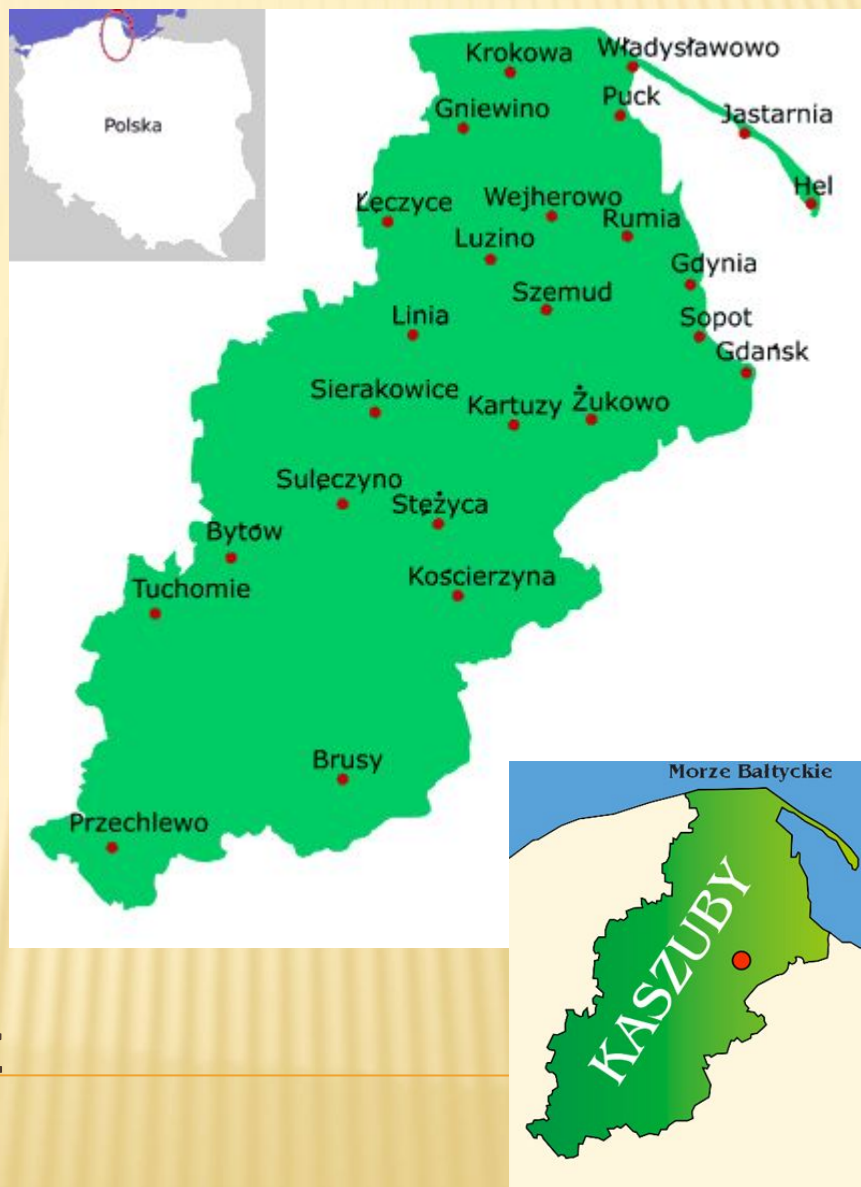 Polska
Krokowa
Władysławowo
Gniewino
Puck
Jastarnia
Hel
Łęczyce
Wejherowo
Rumia
Luzino
Gdynia
Szemud
Linia
Sopot
Gdańsk
Sierakowice
Kartuzy
Żukowo
Sulęczyno
Stężyca
Bytów
Kościerzyna
Tuchomie
Brusy
Przechlewo
Morze Bałtyckie
KASZUBY